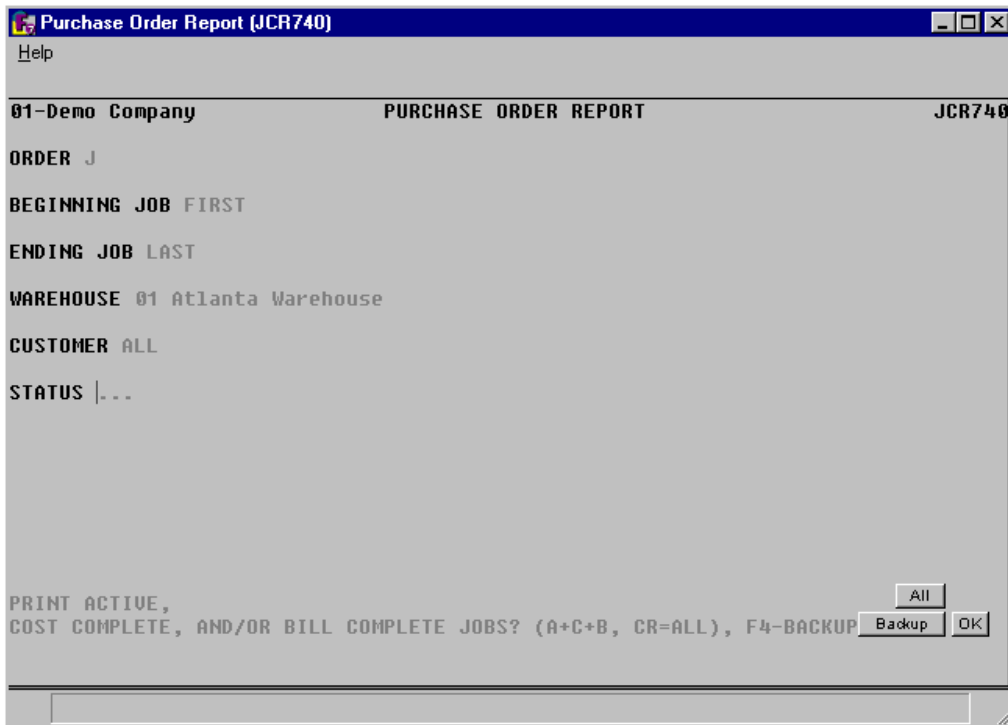 Purchase Order Report (JCR740)
Help
01-Demo Company PURCHASE ORDER REPORT JCR740
ORDER J
BEGINNING JOB FIRST
ENDING JOB LAST
WAREHOUSE 01 Atlanta Warehouse
CUSTOMER ALL
STATUS ...
All
PRINT ACTIVE,
COST COMPLETE, AND/OR BILL COMPLETE JOBS? (A+C+B, CR=ALL), F4-BACKUP Backup OK